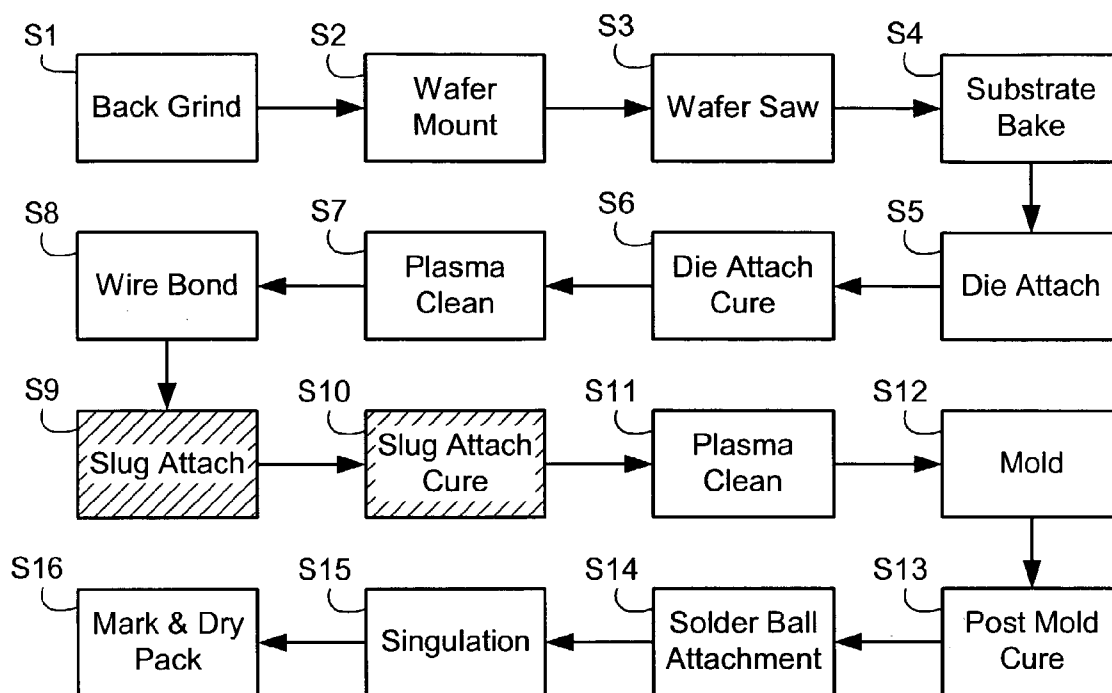 S1
Back Grind
S2
Wafer
Mount
S3
Wafer Saw
S4
Substrate
Bake
S5
Die Attach
S6
Die Attach
Cure
S7
Plasma
Clean
S8
Wire Bond
S9
Slug Attach
S10
Slug Attach
Cure
S11
Plasma
Clean
S12
Mold
S13
Post Mold
Cure
S14
Solder Ball
Attachment
S15
Singulation
S16
Mark & Dry
Pack